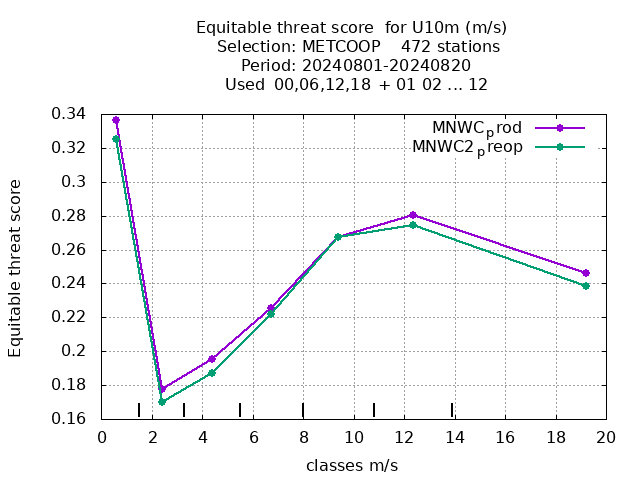 Equitable threat score  for U10m (m/s)
Selection: METCOOP    472 stations
Period: 20240801-20240820
Used  00,06,12,18 + 01 02 ... 12
MNWC_prod
MNWC2_preop
Equitable threat score
0.34
0.32
0.3
0.28
0.26
0.24
0.22
0.2
0.18
0.16
0 2 4 6 8 10 12 14 16 18 20
classes m/s